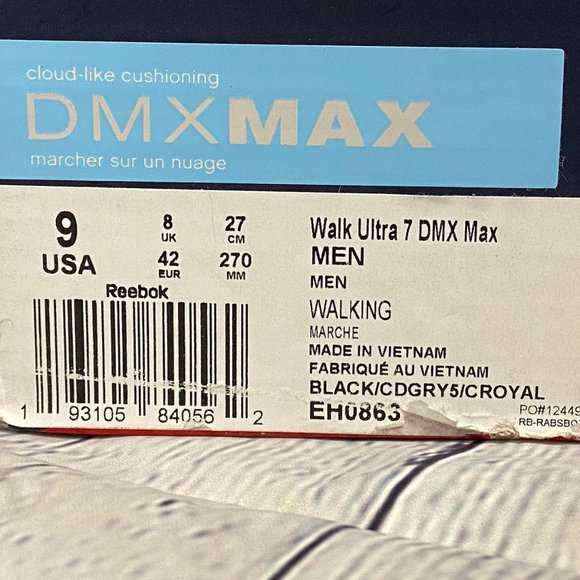 cloud-like cushioning
DMXMAX
marcher sur un nuage
9
USA
8
UK
27
CM
42
EUR
270
MM
Reebok
1 93105 84056 2
Walk Ultra 7 DMX Max
MEN
MEN
WALKING
MARCHE
MADE IN VIETNAM
FABRIQUÉ AU VIETNAM
BLACK/CDGRY5/CROYAL
EH0863
PO#12449